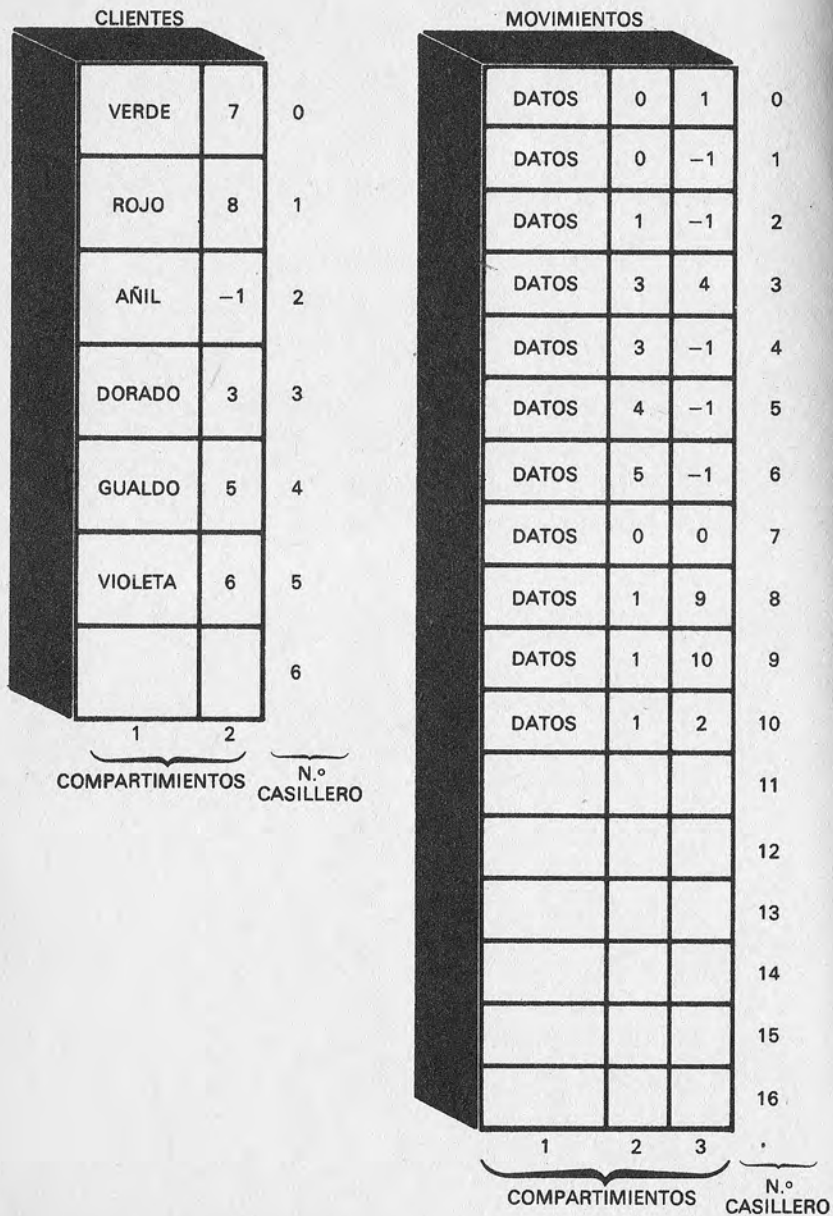 CLIENTES
VERDE 7 0
ROJO 8 1
AÑIL −1 2
DORADO 3 3
GUALDO 5 4
VIOLETA 6 5
6
1 2
COMPARTIMIENTOS
N.º
CASILLERO
MOVIMIENTOS
DATOS 0 1 0
DATOS 0 −1 1
DATOS 1 −1 2
DATOS 3 4 3
DATOS 3 −1 4
DATOS 4 −1 5
DATOS 5 −1 6
DATOS 0 0 7
DATOS 1 9 8
DATOS 1 10 9
DATOS 1 2 10
11
12
13
14
15
16
1 2 3
COMPARTIMIENTOS
N.º
CASILLERO